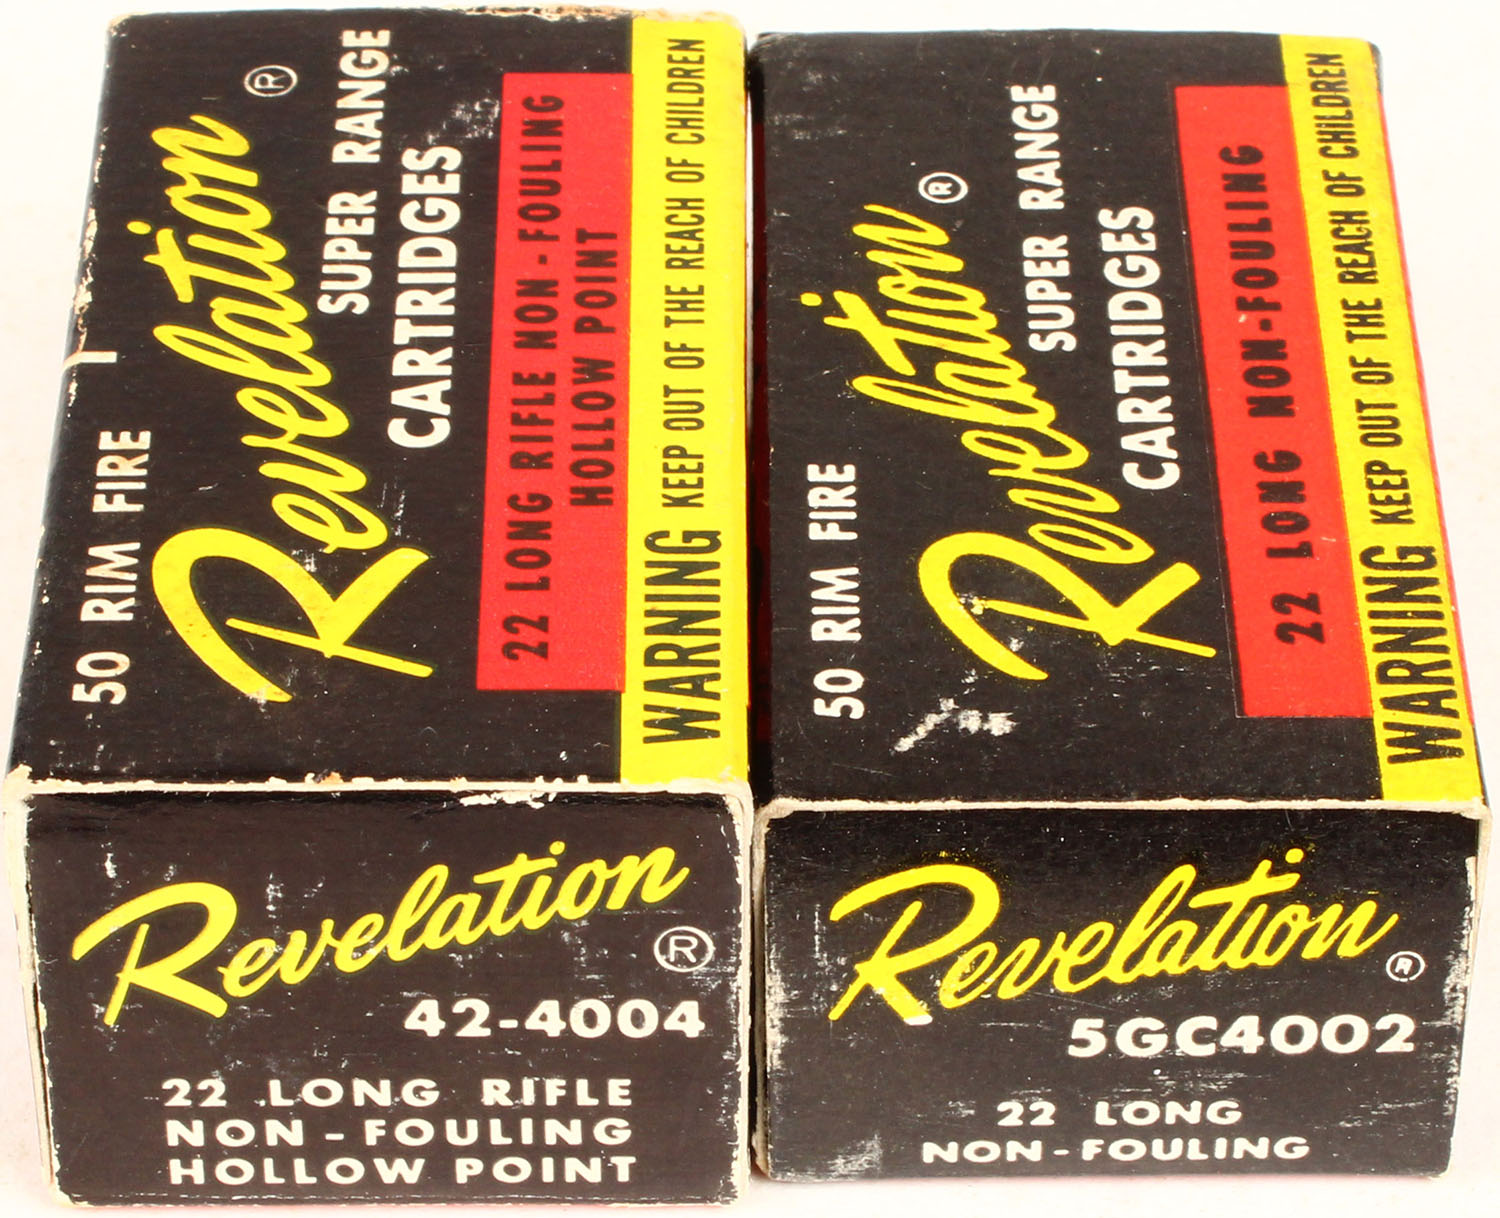 50 RIM FIRE
Revelation ®
SUPER RANGE
CARTRIDGES
22 LONG RIFLE NON-FOULING
HOLLOW POINT
WARNING KEEP OUT OF THE REACH OF CHILDREN
Revelation ®
42-4004
22 LONG RIFLE
NON-FOULING
HOLLOW POINT
50 RIM FIRE
Revelation ®
SUPER RANGE
CARTRIDGES
22 LONG NON-FOULING
WARNING KEEP OUT OF THE REACH OF CHILDREN
Revelation ®
5GC4002
22 LONG
NON-FOULING